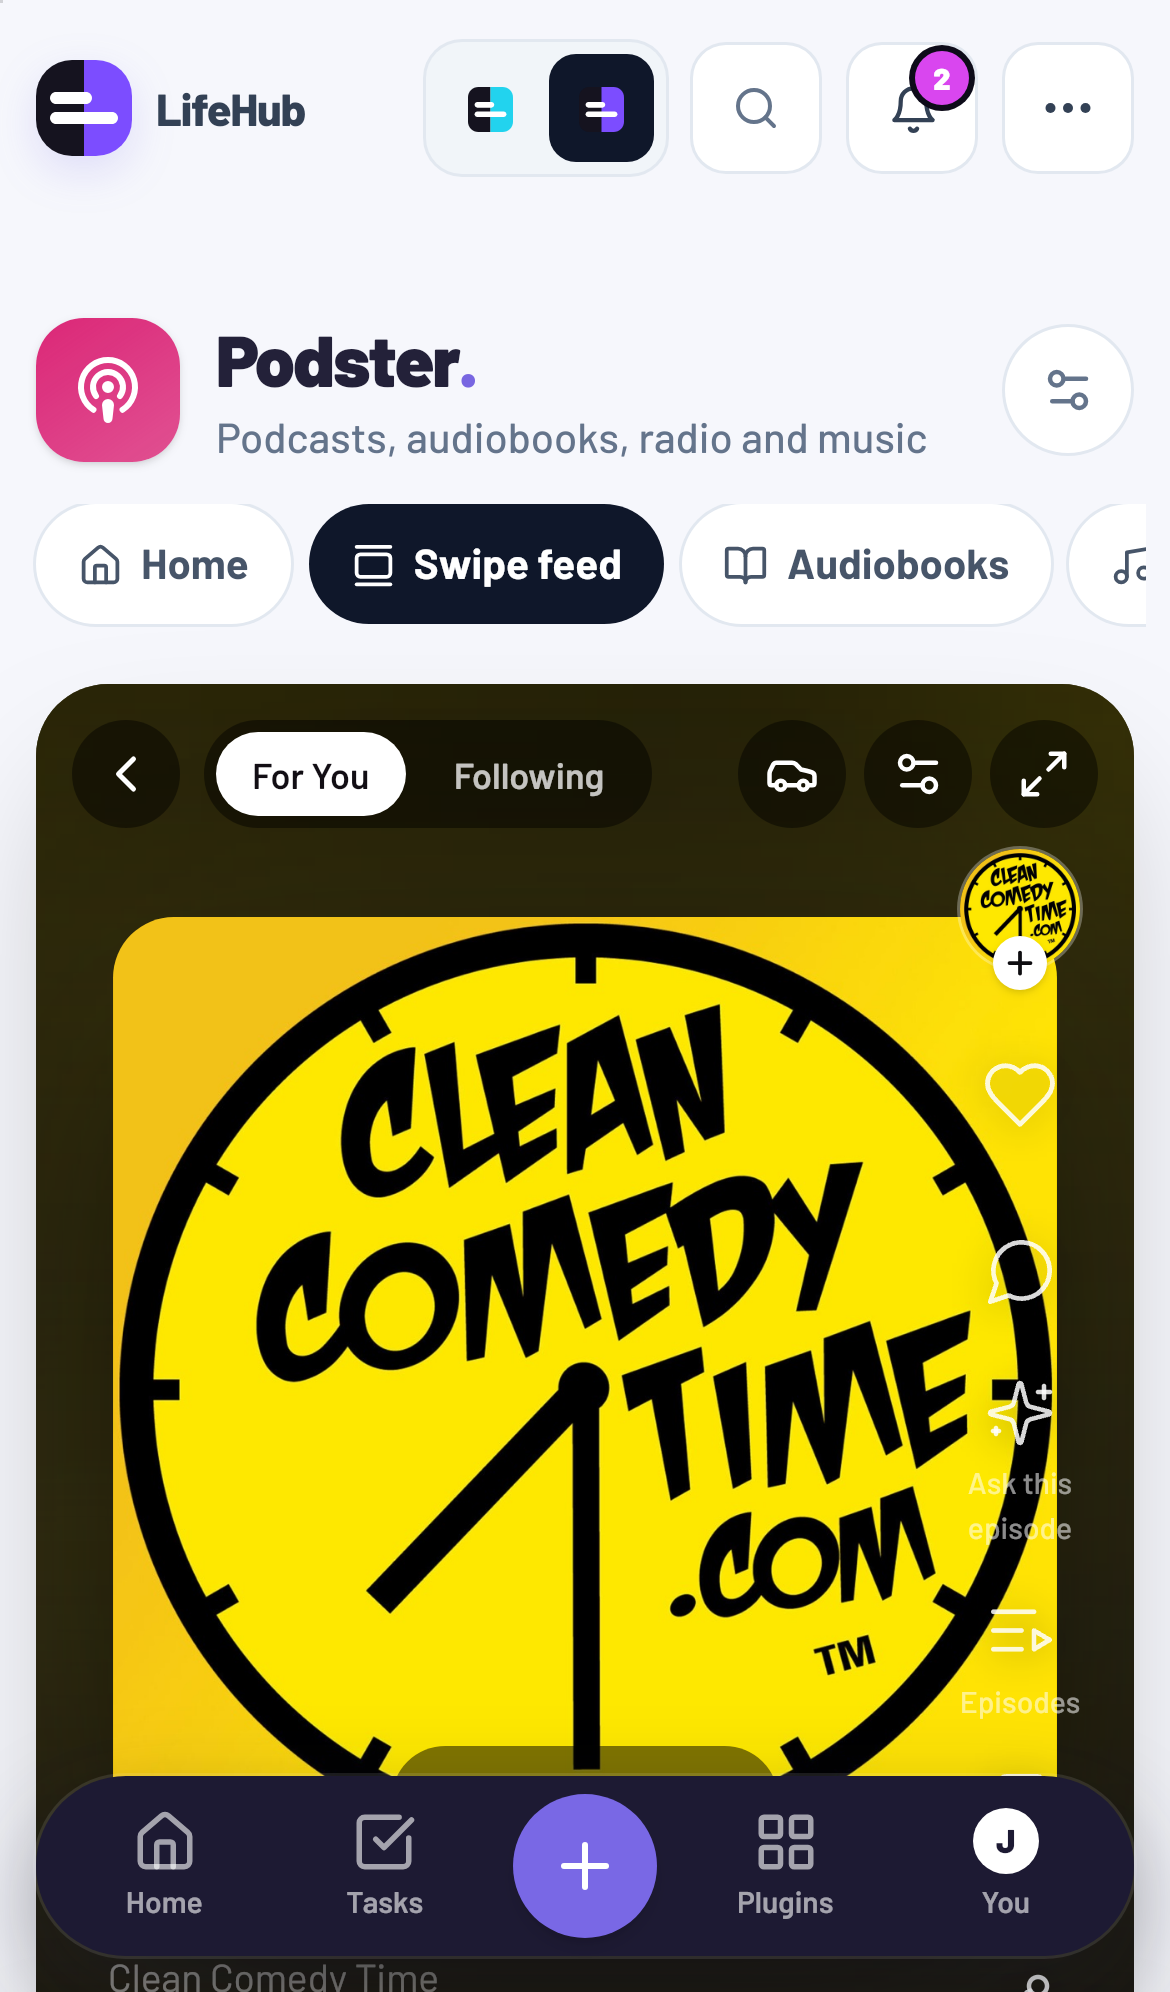 LifeHub
2
Podster.
Podcasts, audiobooks, radio and music
Home
Swipe feed
Audiobooks
For You
Following
CLEAN
COMEDY
TIME
.COM
TM
CLEAN
COMEDY
TIME
.COM
TM
Ask this
episode
Episodes
Home
Tasks
Plugins
J
You
Clean Comedy Time